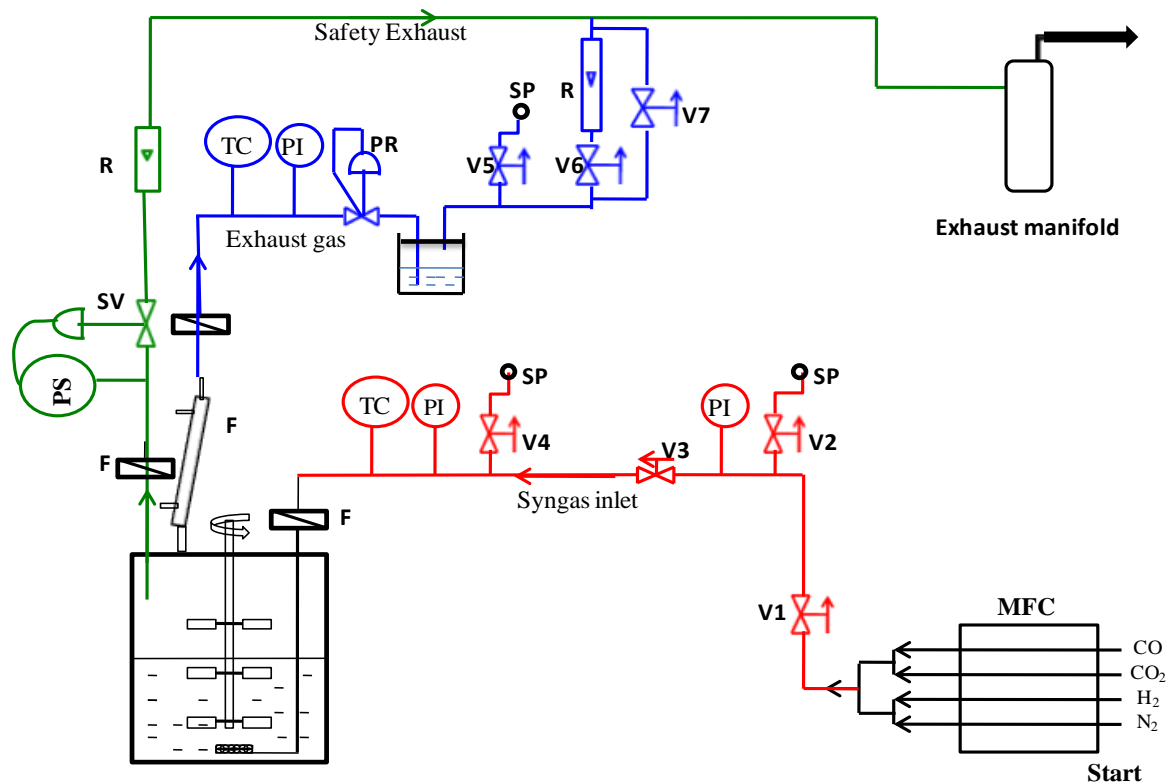 Safety Exhaust
SP
R
V7
TC
PI
PR
V5
V6
R
Exhaust gas
Exhaust manifold
SV
PS
F
F
SP
SP
TC
PI
V4
V3
PI
V2
Syngas inlet
F
V1
MFC
CO
CO₂
H₂
N₂
Start